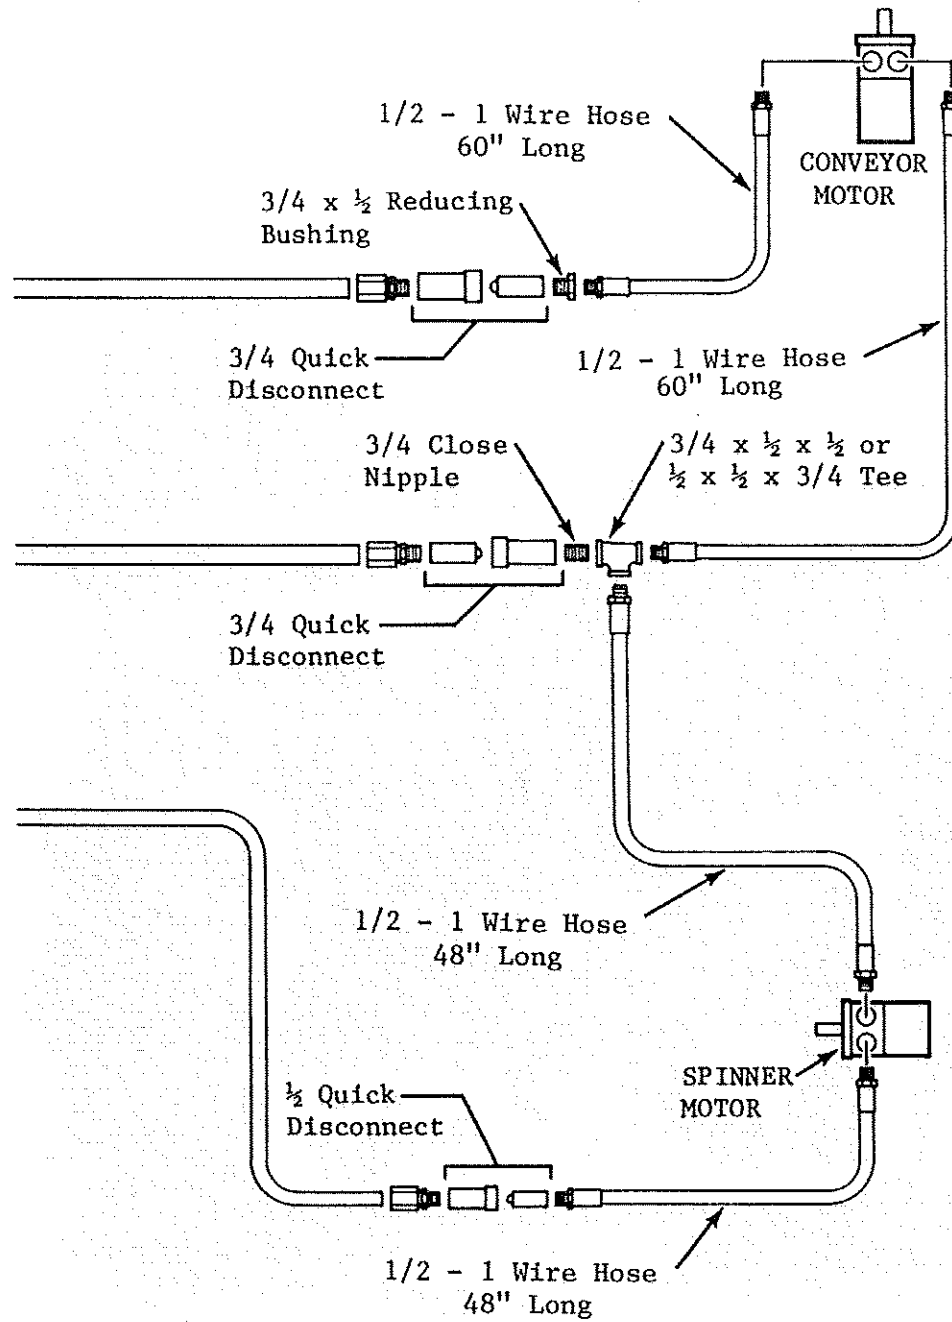 1/2 - 1 Wire Hose
60" Long
CONVEYOR
MOTOR
3/4 x ½ Reducing
Bushing
3/4 Quick
Disconnect
1/2 - 1 Wire Hose
60" Long
3/4 Close
Nipple
3/4 x ½ x ½ or
½ x ½ x 3/4 Tee
3/4 Quick
Disconnect
1/2 - 1 Wire Hose
48" Long
SPINNER
MOTOR
½ Quick
Disconnect
1/2 - 1 Wire Hose
48" Long